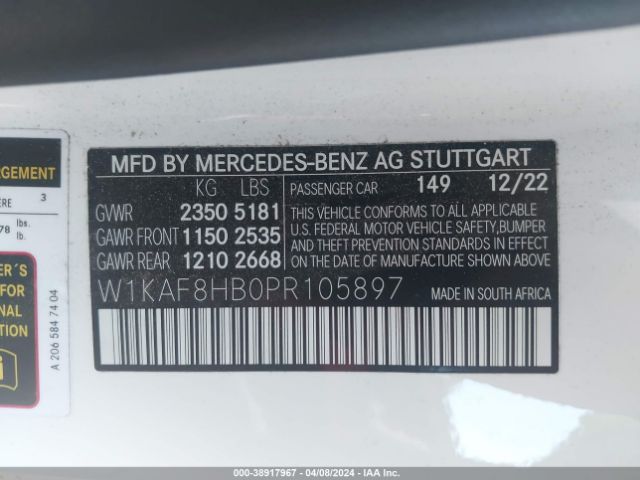 RGEMENT
ERE 3
78 lbs.
ER´S
FOR
NAL
TION
i
A 206 584 74 04
MFD BY MERCEDES-BENZ AG STUTTGART
KG LBS
GVWR 2350 5181
GAWR FRONT 1150 2535
GAWR REAR 1210 2668
PASSENGER CAR 149 12/22
THIS VEHICLE CONFORMS TO ALL APPLICABLE
U.S. FEDERAL MOTOR VEHICLE SAFETY,BUMPER
AND THEFT PREVENTION STANDARDS IN EFFECT
ON THE DATE OF MANUFACTURE SHOWN ABOVE.
W1KAF8HB0PR105897 MADE IN SOUTH AFRICA
000-38917967 - 04/08/2024 - IAA Inc.